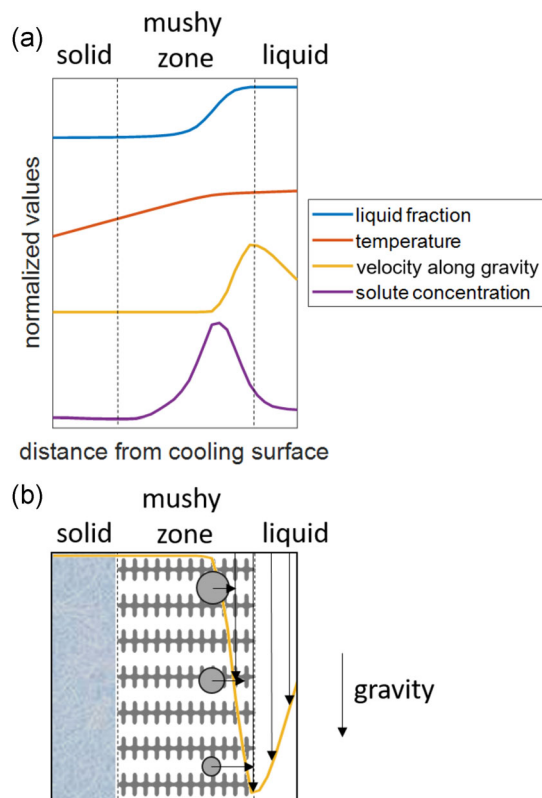 (a)
mushy
solid zone liquid
normalized values
liquid fraction
temperature
velocity along gravity
solute concentration
distance from cooling surface
(b)
mushy
solid zone liquid
gravity